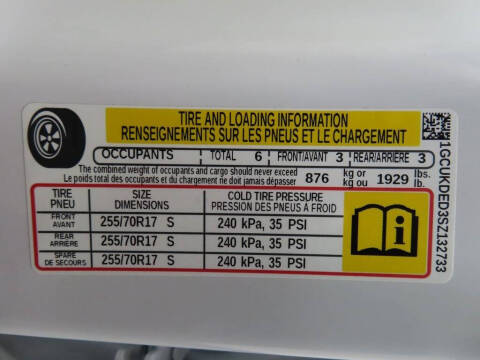 TIRE AND LOADING INFORMATION
RENSEIGNEMENTS SUR LES PNEUS ET LE CHARGEMENT
OCCUPANTS TOTAL 6 FRONT/AVANT 3 REAR/ARRIÈRE 3
The combined weight of occupants and cargo should never exceed 876 kg or 1929 lbs.
Le poids total des occupants et du chargement ne doit jamais dépasser kg ou lb.
TIRE SIZE COLD TIRE PRESSURE
PNEU DIMENSIONS PRESSION DES PNEUS À FROID
FRONT
AVANT 255/70R17 S 240 kPa, 35 PSI
REAR
ARRIÈRE 255/70R17 S 240 kPa, 35 PSI
SPARE
DE SECOURS 255/70R17 S 240 kPa, 35 PSI
1GCUKDED3SZ132733